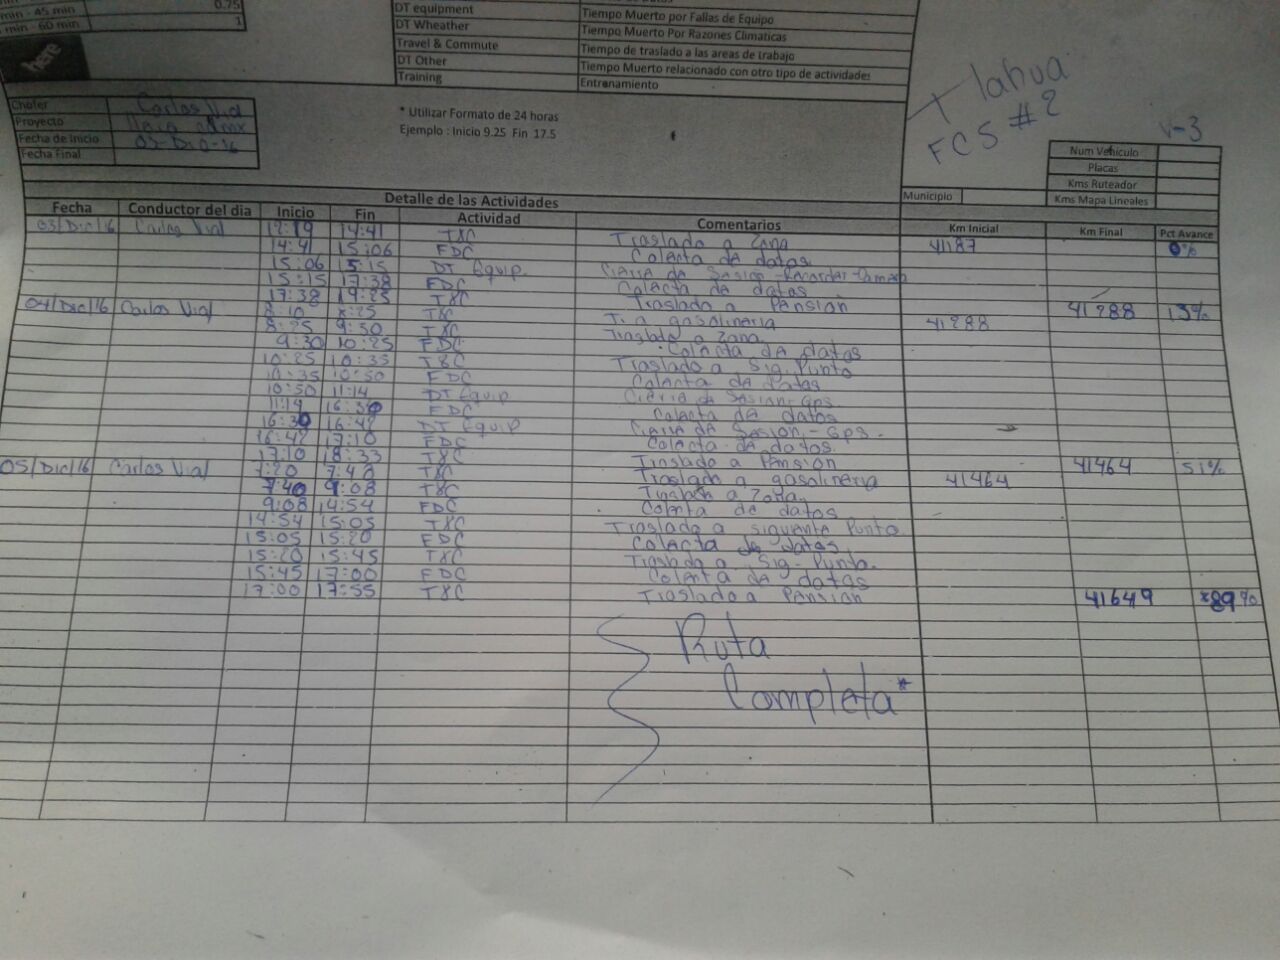 min - 45 min 0.75
min - 60 min 1
DT equipment Tiempo Muerto por Fallas de Equipo
DT Wheather Tiempo Muerto Por Razones Climaticas
Travel & Commute Tiempo de traslado a las areas de trabajo
DT Other Tiempo Muerto relacionado con otro tipo de actividades
Training Entrenamiento
here
Tlahua
FCS #2
V-3
* Utilizar Formato de 24 horas
Ejemplo : Inicio 9.25 Fin 17.5
Chofer Carlos Vial
Proyecto
Fecha de Inicio 03-Dic-16
Fecha Final
Num Vehiculo
Placas
Kms Ruteador
Municipio Kms Mapa Lineales
Detalle de las Actividades
Fecha Conductor del dia Inicio Fin Actividad Comentarios Km Inicial Km Final Pct Avance
03/Dic/16 Carlos Vial 12:19 14:41 T&C Traslado a Zona 41187 0%
14:41 15:06 FDC Colecta de datos.
15:06 15:15 DT Equip. Cierra de Sesion-Recorder-Camara
15:15 17:38 FDC Colecta de datos
17:38 19:25 T&C Traslado a Pension 41288 13%
04/Dic/16 Carlos Vial 8:10 8:25 T&C T. a gasolineria 41288
8:25 9:30 T&C Traslado a Zona.
9:30 10:25 FDC Colecta dA datos
10:25 10:35 T&C Traslado a Sig. Punto
10:35 10:50 FDC Colecta dA datos
10:50 11:14 DT Equip Cierra de Sesion-Gps.
11:14 16:30 FDC Colecta dA datos
16:30 16:42 DT Equip Cierra dA Sesion-Gps.
16:42 17:10 FDC Colecta dA datos.
17:10 18:33 T&C Traslado a Pension 41464 51%
05/Dic/16 Carlos Vial 7:20 7:40 T&C Traslado a gasolineria 41464
7:40 9:08 T&C Traslado a Zona.
9:08 14:54 FDC Colecta de datos
14:54 15:05 T&C Traslado a siguente Punto
15:05 15:20 FDC Colecta de datos
15:20 15:45 T&C Traslado a Sig- Punto.
15:45 17:00 FDC Colecta dA datos
17:00 17:55 T&C Traslado a Pension 41649 *89%
Ruta
Completa*